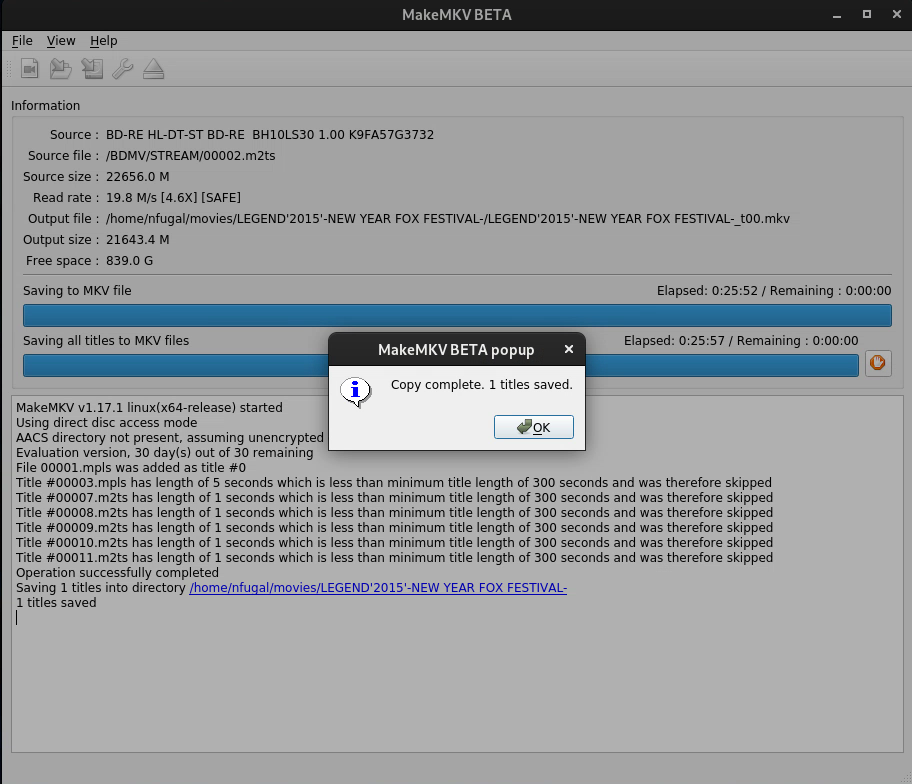 MakeMKV BETA
File View Help
Information
Source : BD-RE HL-DT-ST BD-RE  BH10LS30 1.00 K9FA57G3732
Source file : /BDMV/STREAM/00002.m2ts
Source size : 22656.0 M
Read rate : 19.8 M/s [4.6X] [SAFE]
Output file : /home/nfugal/movies/LEGEND'2015'-NEW YEAR FOX FESTIVAL-/LEGEND'2015'-NEW YEAR FOX FESTIVAL-_t00.mkv
Output size : 21643.4 M
Free space : 839.0 G
Saving to MKV file Elapsed: 0:25:52 / Remaining : 0:00:00
Saving all titles to MKV files Elapsed: 0:25:57 / Remaining : 0:00:00
MakeMKV BETA popup
Copy complete. 1 titles saved.
OK
MakeMKV v1.17.1 linux(x64-release) started
Using direct disc access mode
AACS directory not present, assuming unencrypted
Evaluation version, 30 day(s) out of 30 remaining
File 00001.mpls was added as title #0
Title #00003.mpls has length of 5 seconds which is less than minimum title length of 300 seconds and was therefore skipped
Title #00007.m2ts has length of 1 seconds which is less than minimum title length of 300 seconds and was therefore skipped
Title #00008.m2ts has length of 1 seconds which is less than minimum title length of 300 seconds and was therefore skipped
Title #00009.m2ts has length of 1 seconds which is less than minimum title length of 300 seconds and was therefore skipped
Title #00010.m2ts has length of 1 seconds which is less than minimum title length of 300 seconds and was therefore skipped
Title #00011.m2ts has length of 1 seconds which is less than minimum title length of 300 seconds and was therefore skipped
Operation successfully completed
Saving 1 titles into directory /home/nfugal/movies/LEGEND'2015'-NEW YEAR FOX FESTIVAL-
1 titles saved